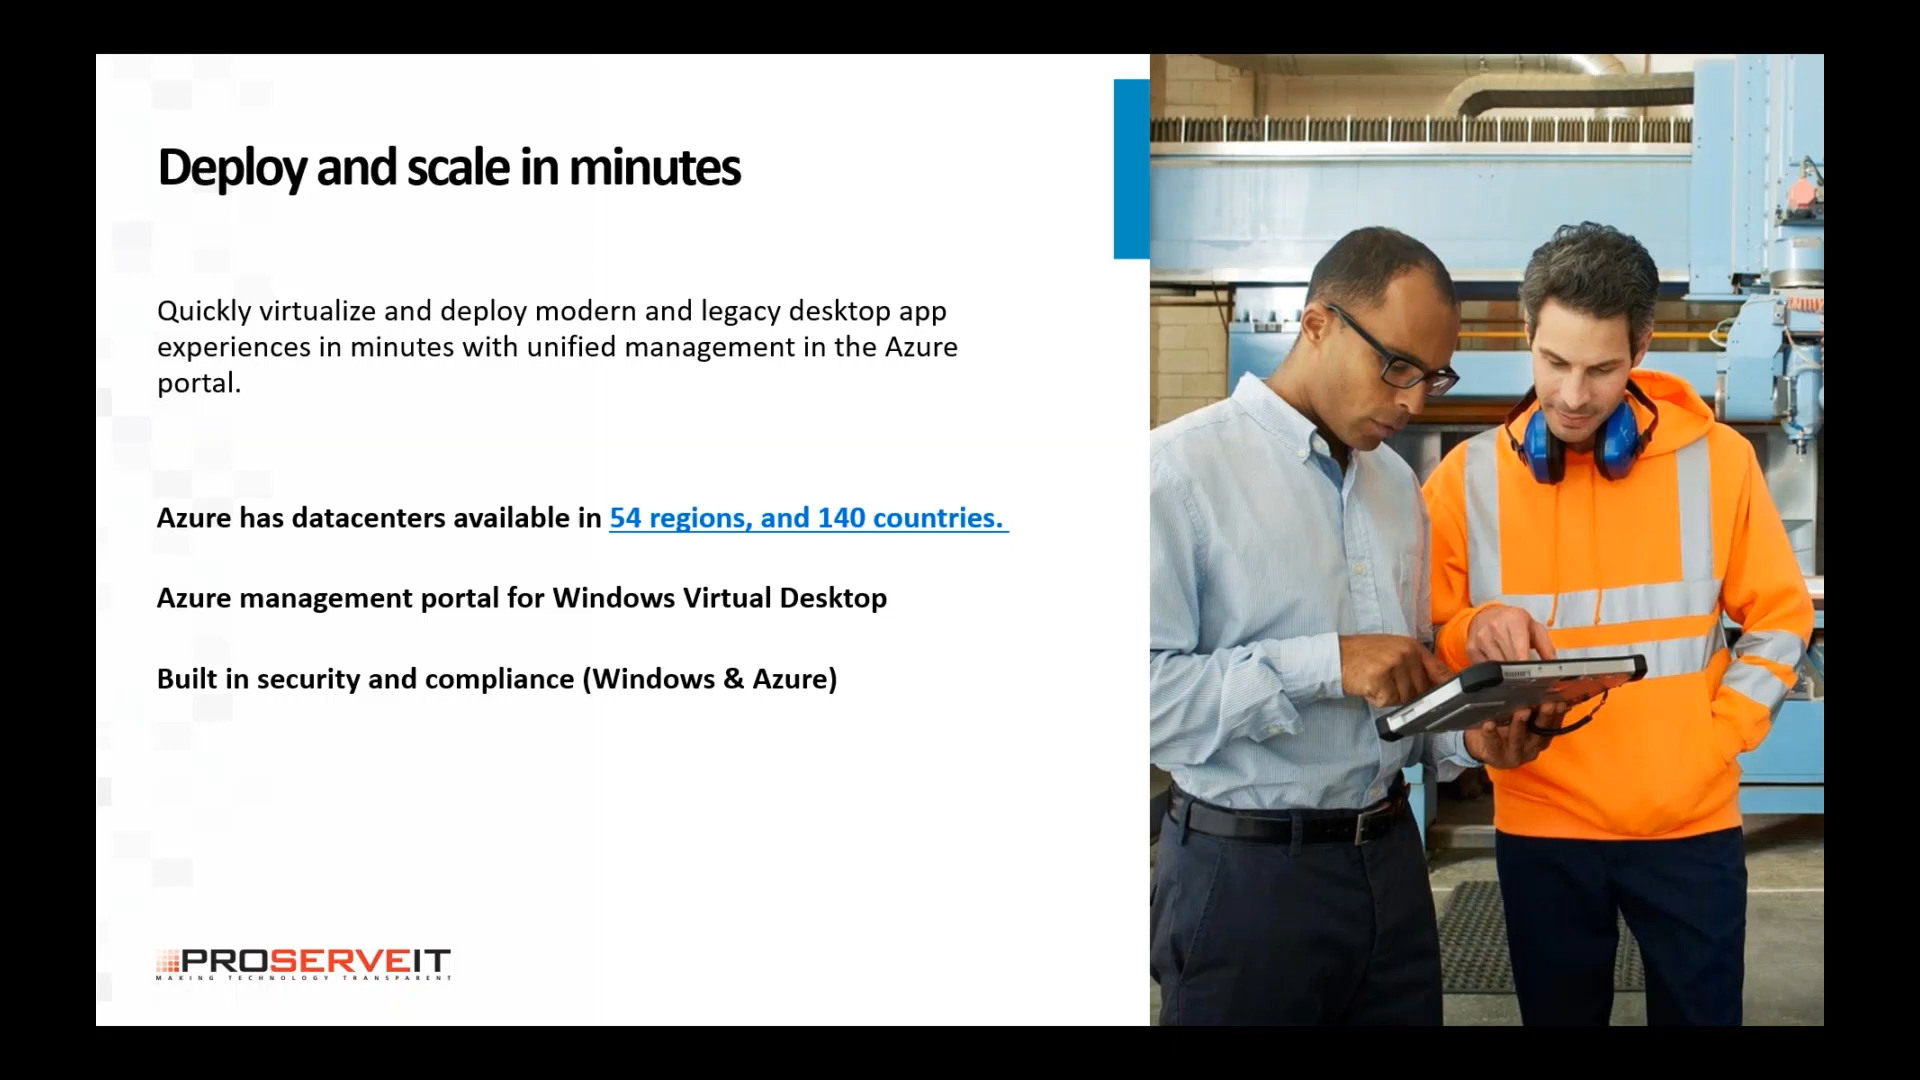 Deploy and scale in minutes
Quickly virtualize and deploy modern and legacy desktop app
experiences in minutes with unified management in the Azure
portal.
Azure has datacenters available in 54 regions, and 140 countries.
Azure management portal for Windows Virtual Desktop
Built in security and compliance (Windows & Azure)
PROSERVEIT
MAKING TECHNOLOGY TRANSPARENT